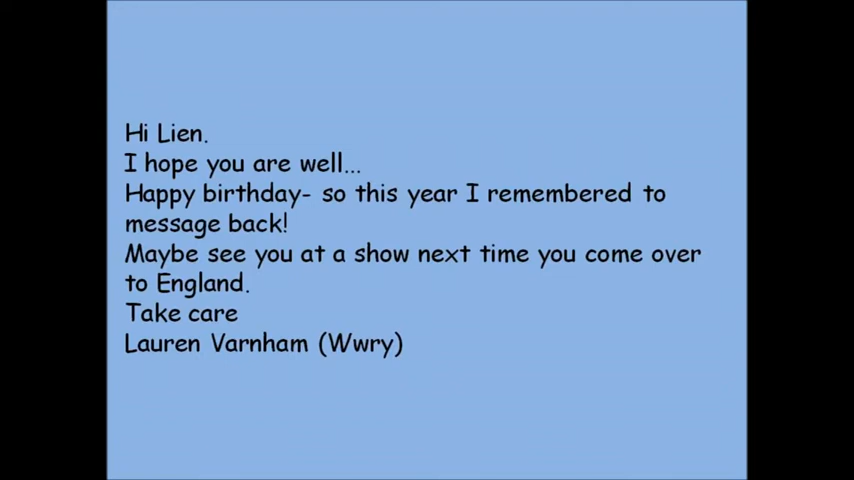 Hi Lien.
I hope you are well...
Happy birthday- so this year I remembered to
message back!
Maybe see you at a show next time you come over
to England.
Take care
Lauren Varnham (Wwry)